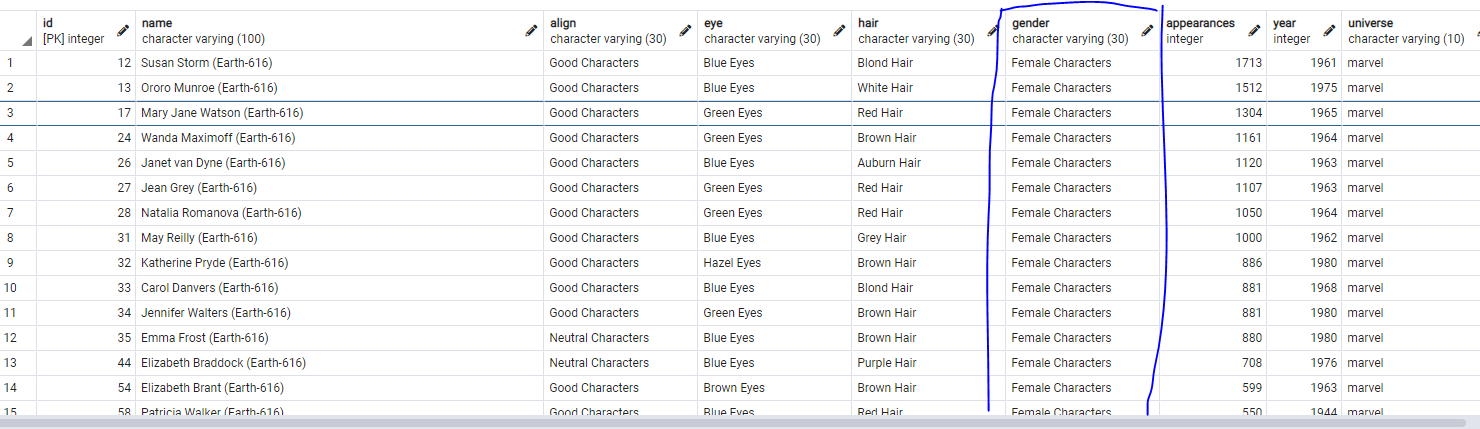 id name align eye hair gender appearances year universe
[PK] integer character varying (100) character varying (30) character varying (30) character varying (30) character varying (30) integer integer character varying (10)
1 12 Susan Storm (Earth-616) Good Characters Blue Eyes Blond Hair Female Characters 1713 1961 marvel
2 13 Ororo Munroe (Earth-616) Good Characters Blue Eyes White Hair Female Characters 1512 1975 marvel
3 17 Mary Jane Watson (Earth-616) Good Characters Green Eyes Red Hair Female Characters 1304 1965 marvel
4 24 Wanda Maximoff (Earth-616) Good Characters Green Eyes Brown Hair Female Characters 1161 1964 marvel
5 26 Janet van Dyne (Earth-616) Good Characters Blue Eyes Auburn Hair Female Characters 1120 1963 marvel
6 27 Jean Grey (Earth-616) Good Characters Green Eyes Red Hair Female Characters 1107 1963 marvel
7 28 Natalia Romanova (Earth-616) Good Characters Green Eyes Red Hair Female Characters 1050 1964 marvel
8 31 May Reilly (Earth-616) Good Characters Blue Eyes Grey Hair Female Characters 1000 1962 marvel
9 32 Katherine Pryde (Earth-616) Good Characters Hazel Eyes Brown Hair Female Characters 886 1980 marvel
10 33 Carol Danvers (Earth-616) Good Characters Blue Eyes Blond Hair Female Characters 881 1968 marvel
11 34 Jennifer Walters (Earth-616) Good Characters Green Eyes Brown Hair Female Characters 881 1980 marvel
12 35 Emma Frost (Earth-616) Neutral Characters Blue Eyes Brown Hair Female Characters 880 1980 marvel
13 44 Elizabeth Braddock (Earth-616) Neutral Characters Blue Eyes Purple Hair Female Characters 708 1976 marvel
14 54 Elizabeth Brant (Earth-616) Good Characters Brown Eyes Brown Hair Female Characters 599 1963 marvel
15 58 Patricia Walker (Earth-616) Good Characters Blue Eyes Red Hair Female Characters 550 1944 marvel